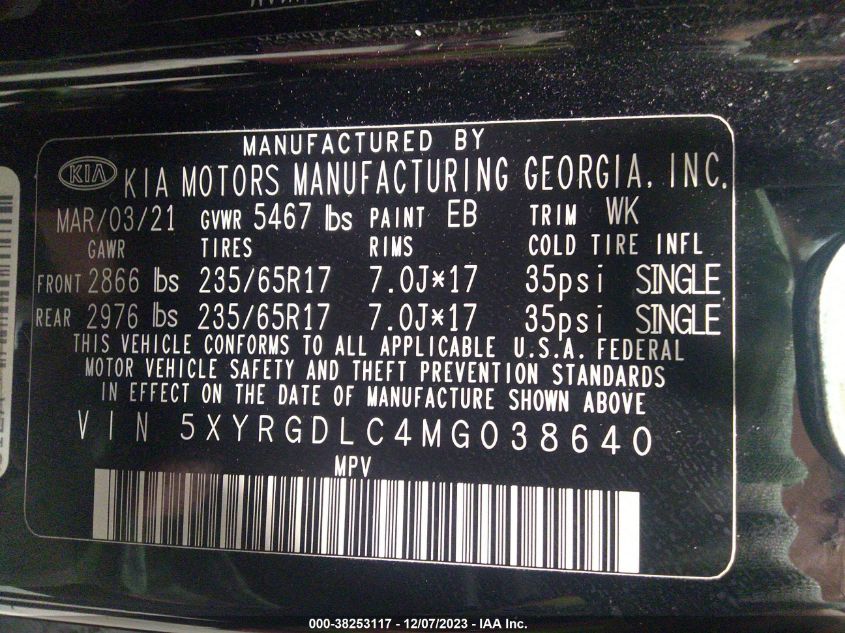 MANUFACTURED BY
KIA KIA MOTORS MANUFACTURING GEORGIA, INC.
MAR/03/21 GVWR 5467 lbs PAINT EB TRIM WK
GAWR TIRES RIMS COLD TIRE INFL
FRONT 2866 lbs 235/65R17 7.0J*17 35psi SINGLE
REAR 2976 lbs 235/65R17 7.0J*17 35psi SINGLE
THIS VEHICLE CONFORMS TO ALL APPLICABLE U.S.A. FEDERAL
MOTOR VEHICLE SAFETY AND THEFT PREVENTION STANDARDS
IN EFFECT ON THE DATE OF MANUFACTURE SHOWN ABOVE
VIN 5XYRGDLC4MG038640
MPV
000-38253117 - 12/07/2023 - IAA Inc.